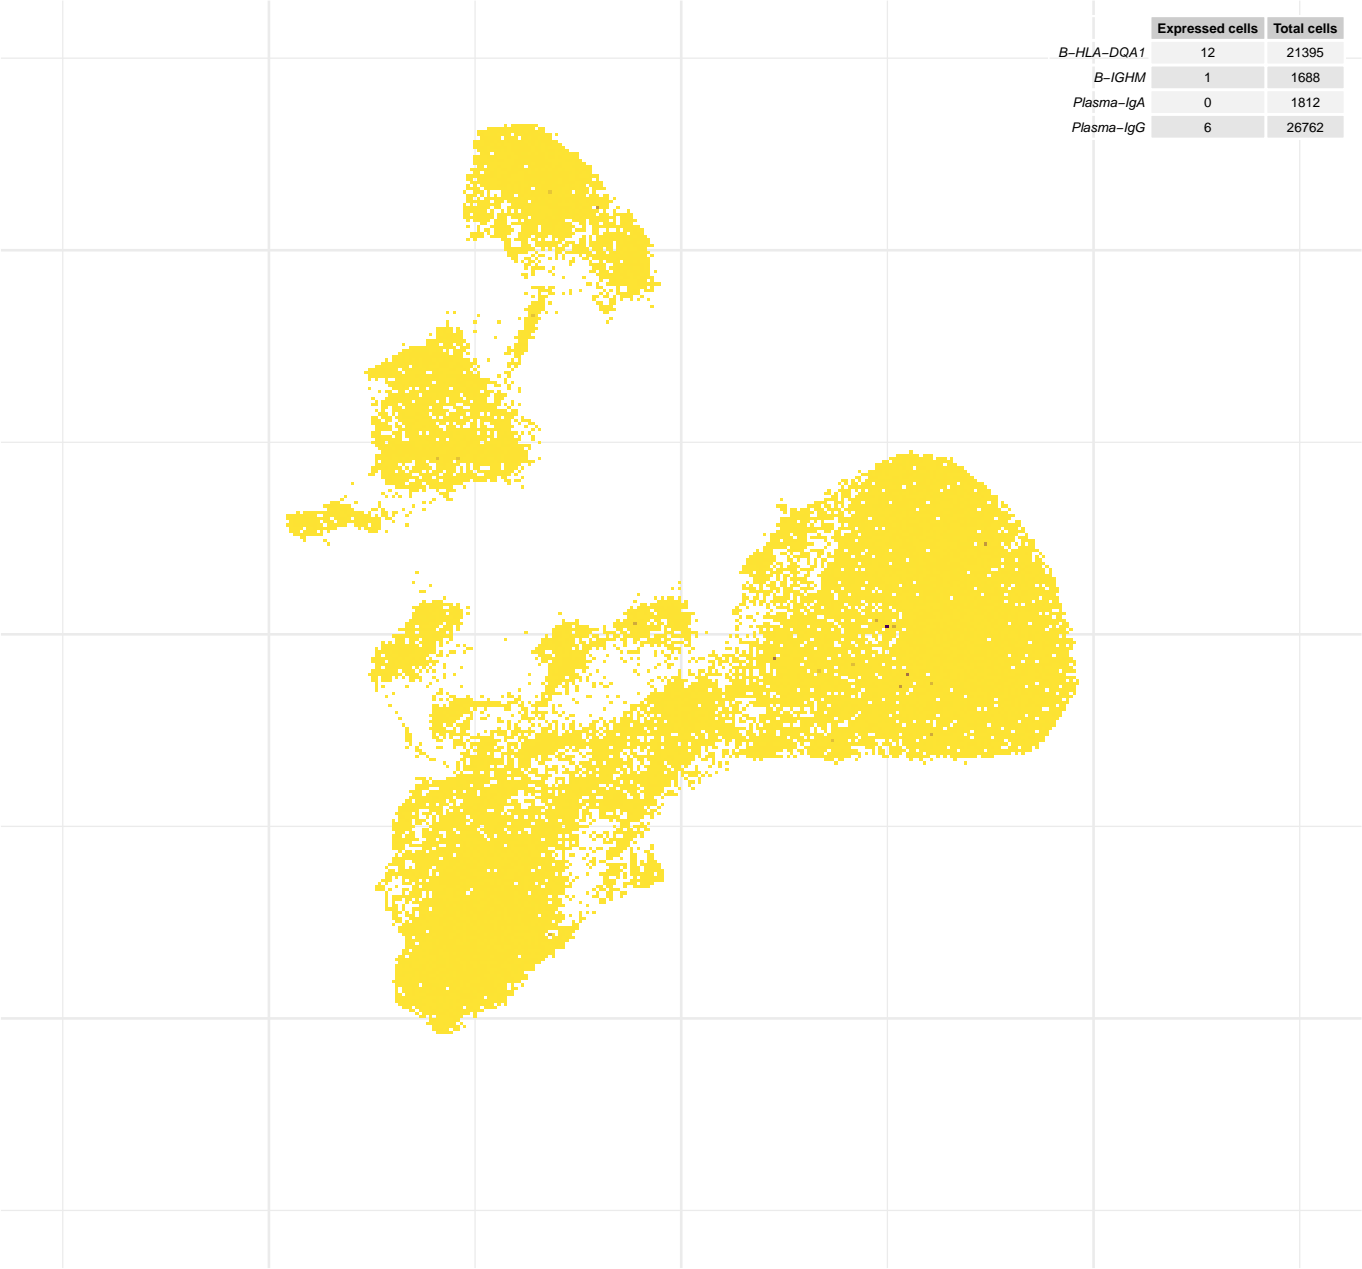 Expressed cells Total cells
B−HLA−DQA1 12 21395
B−IGHM 1 1688
Plasma−IgA 0 1812
Plasma−IgG 6 26762